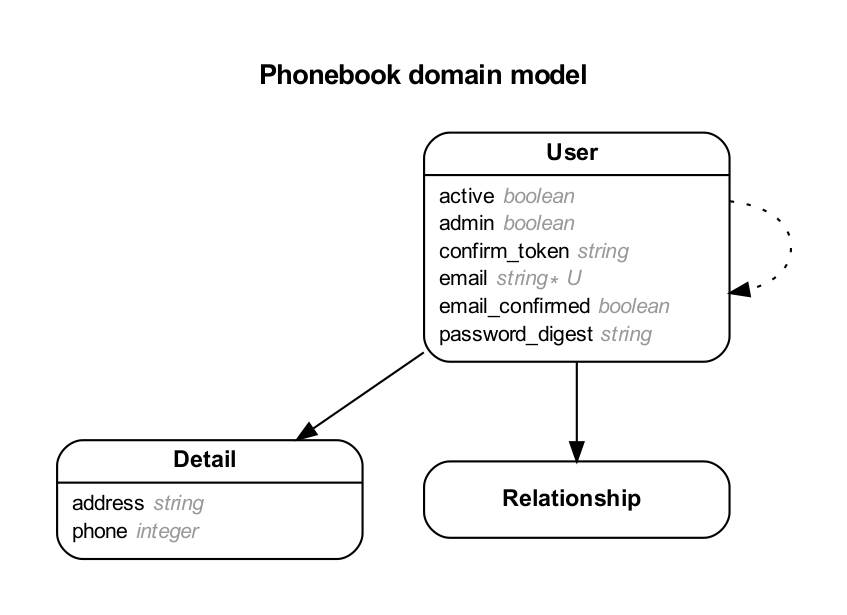 Phonebook domain model
User
active boolean
admin boolean
confirm_token string
email string* U
email_confirmed boolean
password_digest string
Detail
address string
phone integer
Relationship